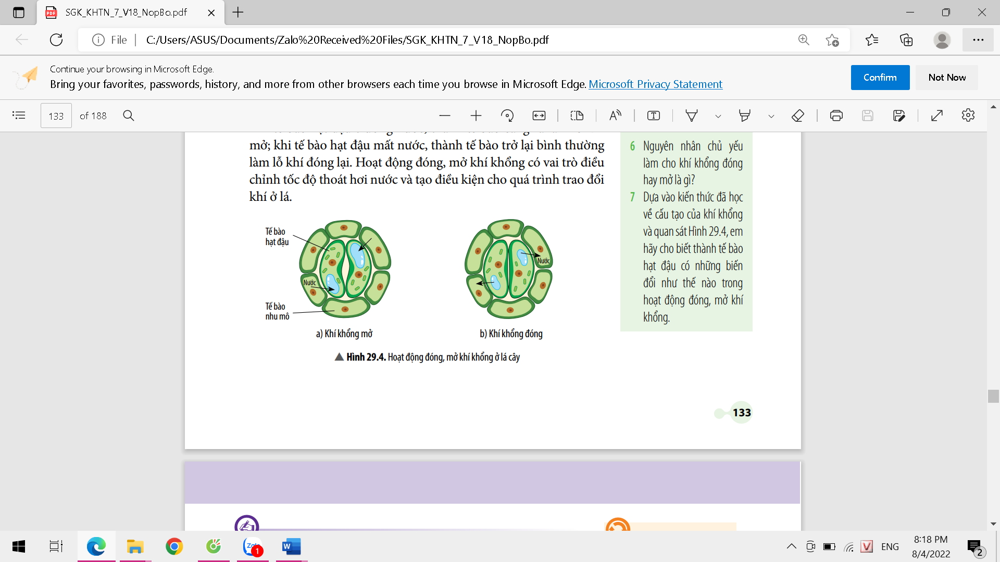 SGK_KHTN_7_V18_NopBo.pdf
File
C:/Users/ASUS/Documents/Zalo%20Received%20Files/SGK_KHTN_7_V18_NopBo.pdf
Continue your browsing in Microsoft Edge.
Bring your favorites, passwords, history, and more from other browsers each time you browse in Microsoft Edge. Microsoft Privacy Statement
Confirm
Not Now
133 of 188
mở; khi tế bào hạt đậu mất nước, thành tế bào trở lại bình thường
làm lỗ khí đóng lại. Hoạt động đóng, mở khí khổng có vai trò điều
chỉnh tốc độ thoát hơi nước và tạo điều kiện cho quá trình trao đổi
khí ở lá.
6 Nguyên nhân chủ yếu
làm cho khí khổng đóng
hay mở là gì?
7 Dựa vào kiến thức đã học
về cấu tạo của khí khổng
và quan sát Hình 29.4, em
hãy cho biết thành tế bào
hạt đậu có những biến
đổi như thế nào trong
hoạt động đóng, mở khí
khổng.
Tế bào
hạt đậu
Nước
Tế bào
nhu mô
Nước
a) Khí khổng mở
b) Khí khổng đóng
Hình 29.4. Hoạt động đóng, mở khí khổng ở lá cây
133
Zalo
1
W
V
ENG
8:18 PM
8/4/2022
2